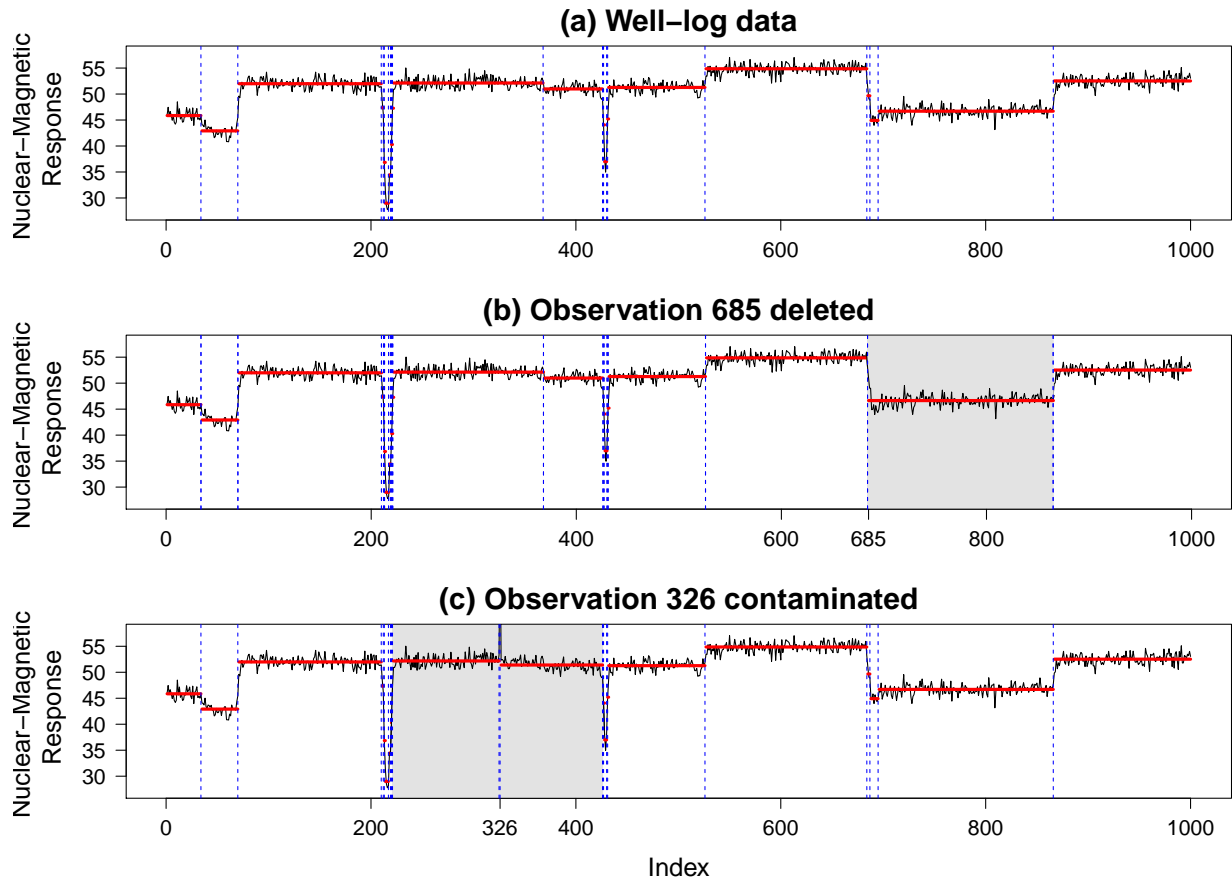 (a) Well−log data
Nuclear−Magnetic
Response
55
50
45
40
35
30
0 200 400 600 800 1000
(b) Observation 685 deleted
Nuclear−Magnetic
Response
55
50
45
40
35
30
0 200 400 600 685 800 1000
(c) Observation 326 contaminated
Nuclear−Magnetic
Response
55
50
45
40
35
30
0 200 326 400 600 800 1000
Index